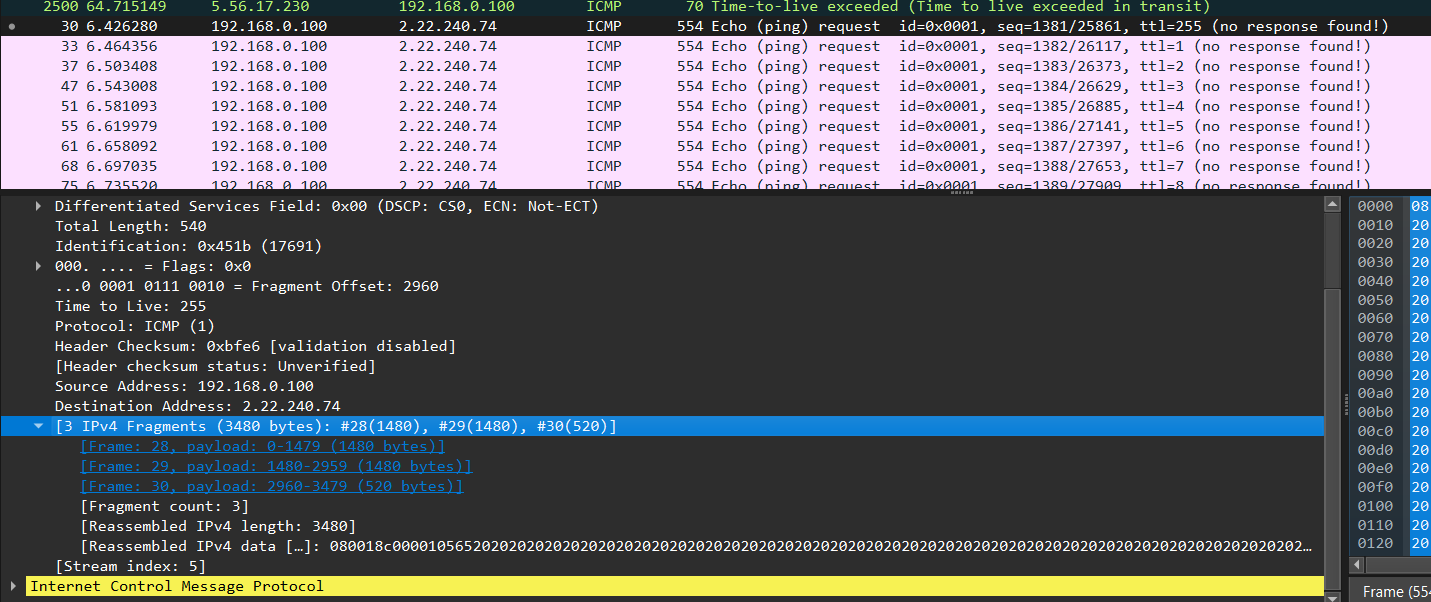 2500 64.715149 5.56.17.230 192.168.0.100 ICMP 70 Time-to-live exceeded (Time to live exceeded in transit)
30 6.426280 192.168.0.100 2.22.240.74 ICMP 554 Echo (ping) request id=0x0001, seq=1381/25861, ttl=255 (no response found!)
33 6.464356 192.168.0.100 2.22.240.74 ICMP 554 Echo (ping) request id=0x0001, seq=1382/26117, ttl=1 (no response found!)
37 6.503408 192.168.0.100 2.22.240.74 ICMP 554 Echo (ping) request id=0x0001, seq=1383/26373, ttl=2 (no response found!)
47 6.543008 192.168.0.100 2.22.240.74 ICMP 554 Echo (ping) request id=0x0001, seq=1384/26629, ttl=3 (no response found!)
51 6.581093 192.168.0.100 2.22.240.74 ICMP 554 Echo (ping) request id=0x0001, seq=1385/26885, ttl=4 (no response found!)
55 6.619979 192.168.0.100 2.22.240.74 ICMP 554 Echo (ping) request id=0x0001, seq=1386/27141, ttl=5 (no response found!)
61 6.658092 192.168.0.100 2.22.240.74 ICMP 554 Echo (ping) request id=0x0001, seq=1387/27397, ttl=6 (no response found!)
68 6.697035 192.168.0.100 2.22.240.74 ICMP 554 Echo (ping) request id=0x0001, seq=1388/27653, ttl=7 (no response found!)
75 6.735520 192.168.0.100 2.22.240.74 ICMP 554 Echo (ping) request id=0x0001, seq=1389/27909, ttl=8 (no response found!)
Differentiated Services Field: 0x00 (DSCP: CS0, ECN: Not-ECT)
Total Length: 540
Identification: 0x451b (17691)
000. .... = Flags: 0x0
...0 0001 0111 0010 = Fragment Offset: 2960
Time to Live: 255
Protocol: ICMP (1)
Header Checksum: 0xbfe6 [validation disabled]
[Header checksum status: Unverified]
Source Address: 192.168.0.100
Destination Address: 2.22.240.74
[3 IPv4 Fragments (3480 bytes): #28(1480), #29(1480), #30(520)]
[Frame: 28, payload: 0-1479 (1480 bytes)]
[Frame: 29, payload: 1480-2959 (1480 bytes)]
[Frame: 30, payload: 2960-3479 (520 bytes)]
[Fragment count: 3]
[Reassembled IPv4 length: 3480]
[Reassembled IPv4 data […]: 080018c000010565202020202020202020202020202020202020202020202020202020202020202020202020202020202020202020202020…
[Stream index: 5]
Internet Control Message Protocol
0000 08
0010 20
0020 20
0030 20
0040 20
0050 20
0060 20
0070 20
0080 20
0090 20
00a0 20
00b0 20
00c0 20
00d0 20
00e0 20
00f0 20
0100 20
0110 20
0120 20
Frame (554